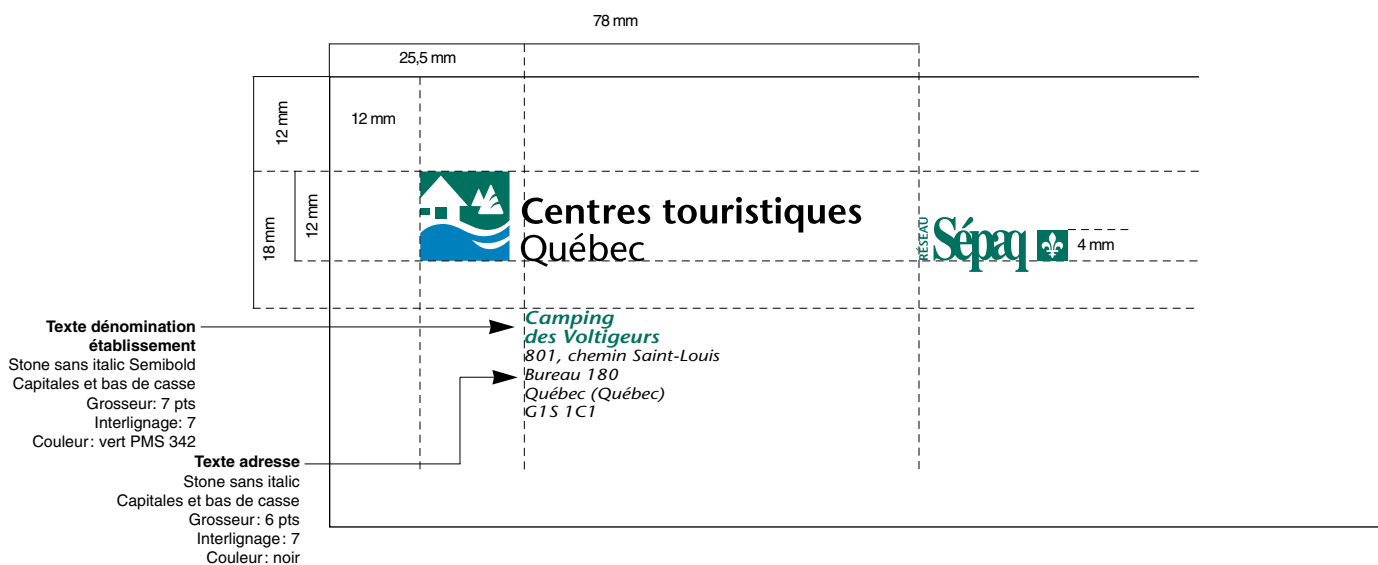 78 mm
25,5 mm
12 mm
12 mm
18 mm
12 mm
Centres touristiques
Québec
RÉSEAU
Sépaq
4 mm
Camping
des Voltigeurs
801, chemin Saint-Louis
Bureau 180
Québec (Québec)
G1S 1C1
Texte dénomination
établissement
Stone sans italic Semibold
Capitales et bas de casse
Grosseur: 7 pts
Interlignage: 7
Couleur: vert PMS 342
Texte adresse
Stone sans italic
Capitales et bas de casse
Grosseur: 6 pts
Interlignage: 7
Couleur: noir